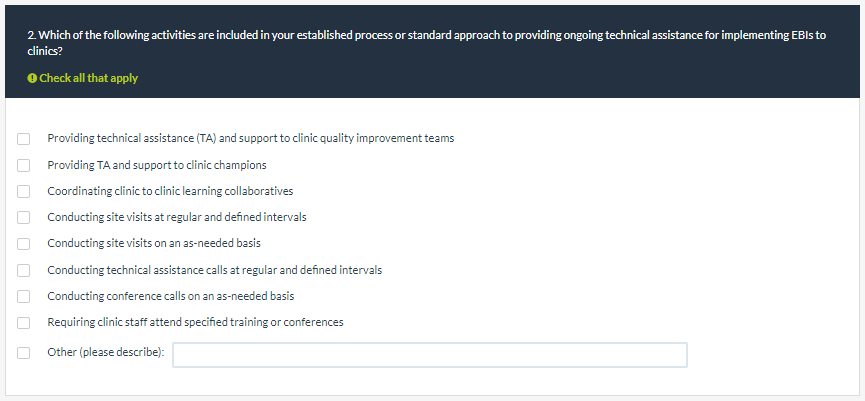 2. Which of the following activities are included in your established process or standard approach to providing ongoing technical assistance for implementing EBIs to
clinics?
Check all that apply
Providing technical assistance (TA) and support to clinic quality improvement teams
Providing TA and support to clinic champions
Coordinating clinic to clinic learning collaboratives
Conducting site visits at regular and defined intervals
Conducting site visits on an as-needed basis
Conducting technical assistance calls at regular and defined intervals
Conducting conference calls on an as-needed basis
Requiring clinic staff attend specified training or conferences
Other (please describe):